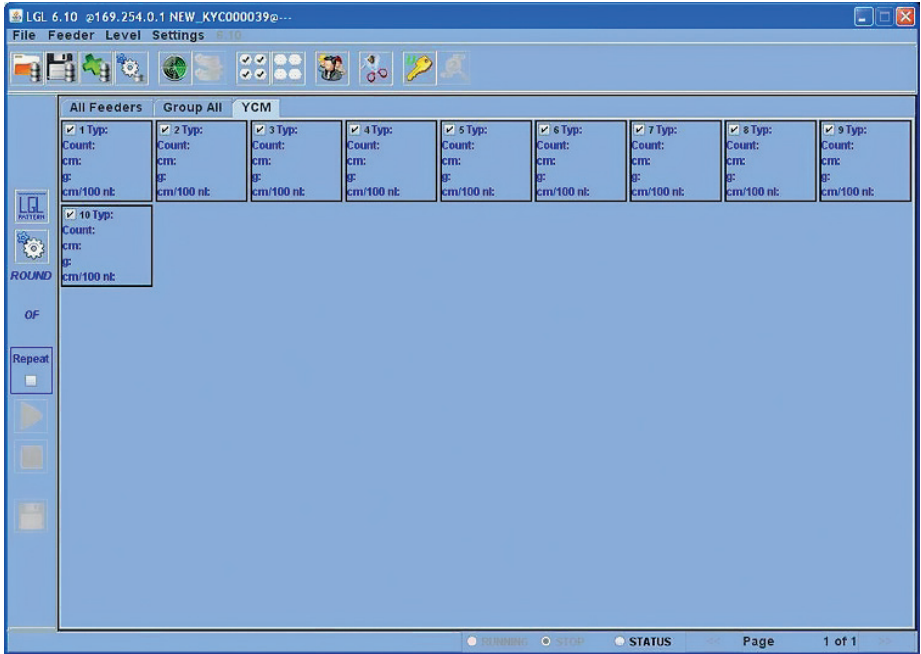 LGL 6.10 @169.254.0.1 NEW_KYC000039@---
File Feeder Level Settings 6.10
All Feeders Group All YCM
1 Typ: 2 Typ: 3 Typ: 4 Typ: 5 Typ: 6 Typ: 7 Typ: 8 Typ: 9 Typ:
Count: Count: Count: Count: Count: Count: Count: Count: Count:
cm: cm: cm: cm: cm: cm: cm: cm: cm:
g: g: g: g: g: g: g: g: g:
cm/100 nl: cm/100 nl: cm/100 nl: cm/100 nl: cm/100 nl: cm/100 nl: cm/100 nl: cm/100 nl: cm/100 nl:
10 Typ:
Count:
cm:
g:
cm/100 nl:
LGL
PATTERN
ROUND
OF
Repeat
RUNNING STOP STATUS << Page 1 of 1 >>